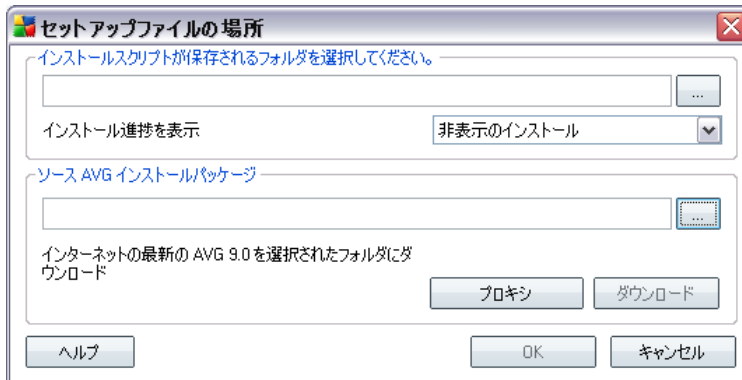 セットアップファイルの場所
インストールスクリプトが保存されるフォルダを選択してください。
...
インストール進捗を表示
非表示のインストール
ソース AVG インストールパッケージ
...
インターネットの最新の AVG 9.0 を選択されたフォルダにダ
ウンロード
プロキシ
ダウンロード
ヘルプ
OK
キャンセル